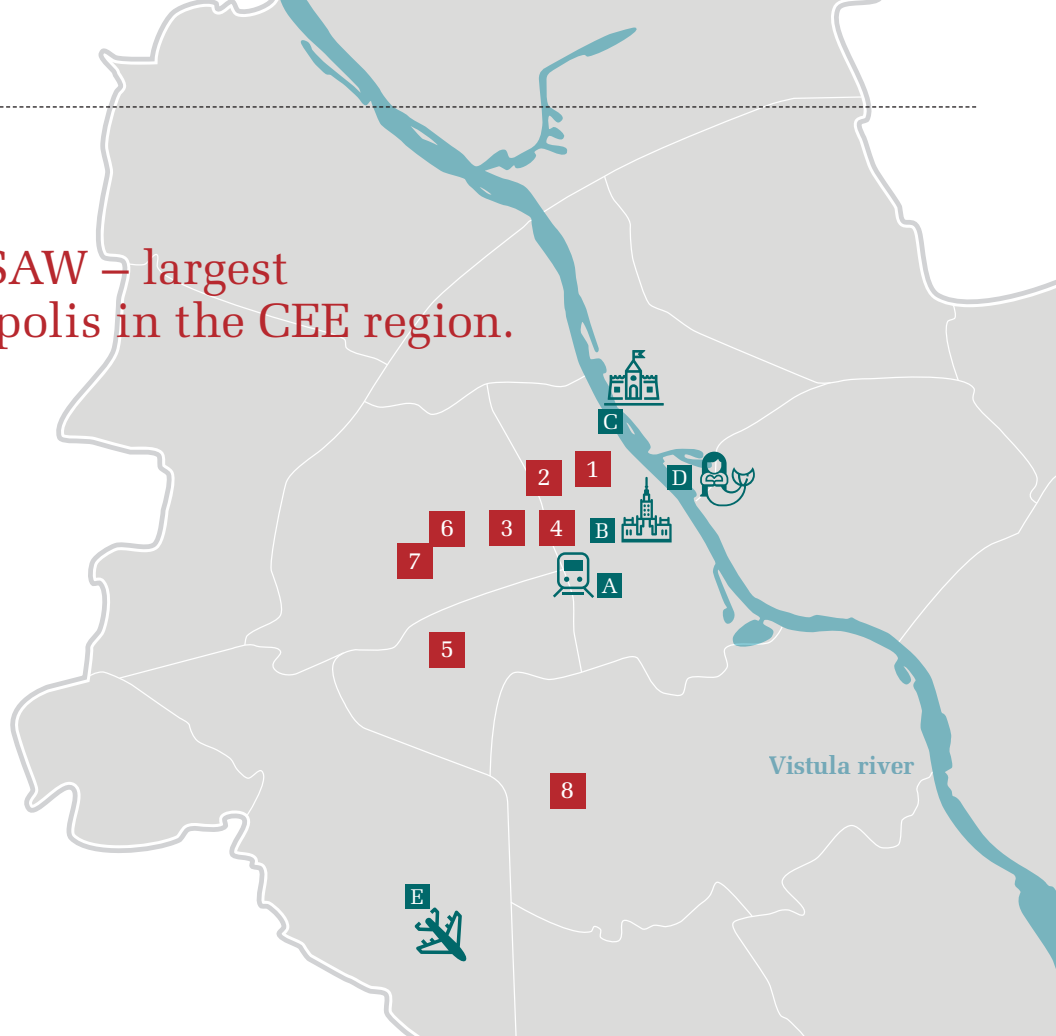 SAW – largest
polis in the CEE region.
C
1
2
D
6
3
4
B
7
A
5
Vistula river
8
E